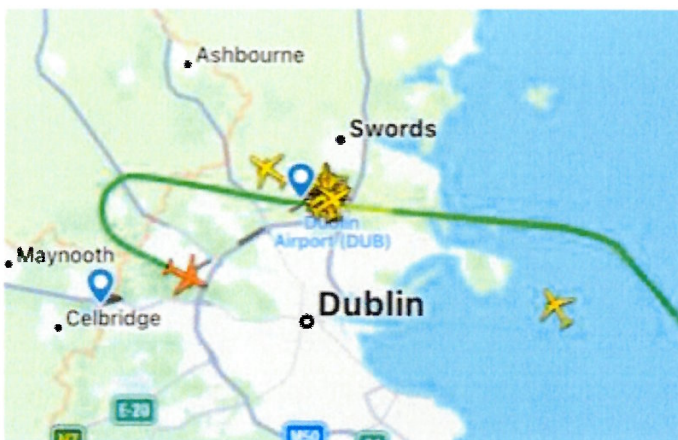 Ashbourne
Swords
Dublin
Airport (DUB)
Maynooth
Celbridge
Dublin
E-20
M50